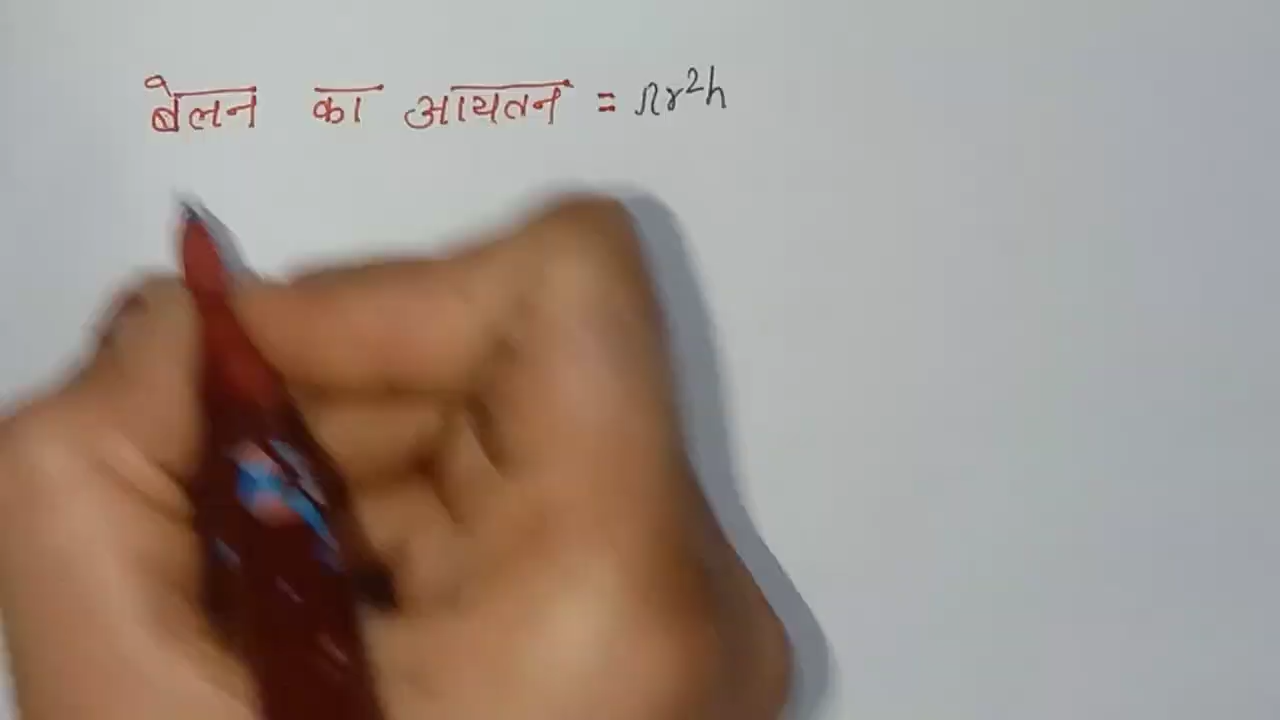 बेलन का आयतन = πr²h